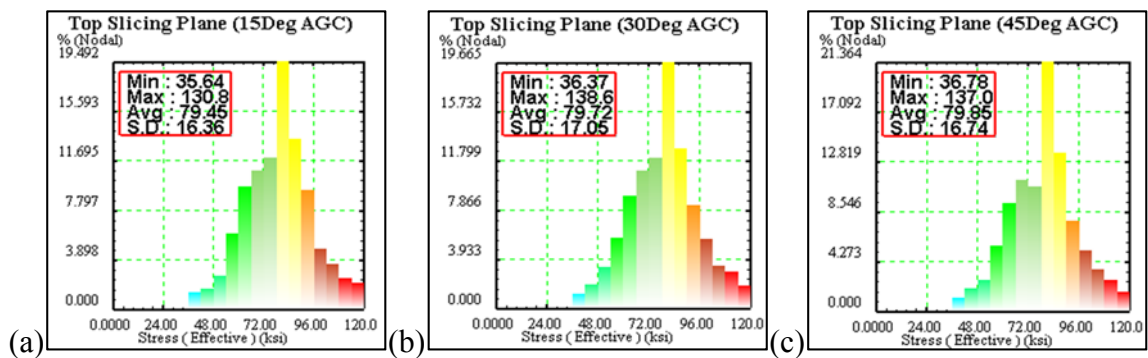 Top Slicing Plane (15Deg AGC)
% (Nodal)
19.492
Min : 35.64
Max : 130.8
Avg : 79.45
S.D.: 16.36
15.593
11.695
7.797
3.898
0.000
0.0000 24.00 48.00 72.00 96.00 120.0
Stress ( Effective ) (ksi)
(a)
Top Slicing Plane (30Deg AGC)
% (Nodal)
19.665
Min : 36.37
Max : 138.6
Avg : 79.72
S.D.: 17.05
15.732
11.799
7.866
3.933
0.000
0.0000 24.00 48.00 72.00 96.00 120.0
Stress ( Effective ) (ksi)
(b)
Top Slicing Plane (45Deg AGC)
% (Nodal)
21.364
Min : 36.78
Max : 137.0
Avg : 79.85
S.D.: 16.74
17.092
12.819
8.546
4.273
0.000
0.0000 24.00 48.00 72.00 96.00 120.0
Stress ( Effective ) (ksi)
(c)